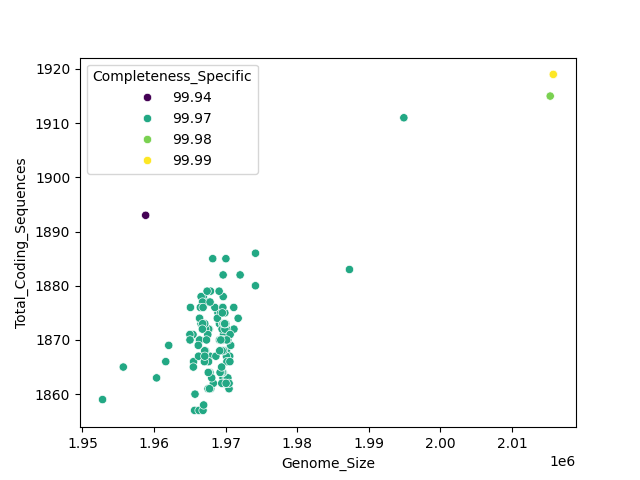 1920
1910
1900
1890
1880
1870
1860
Total_Coding_Sequences
Completeness_Specific
99.94
99.97
99.98
99.99
1.95 1.96 1.97 1.98 1.99 2.00 2.01
1e6
Genome_Size